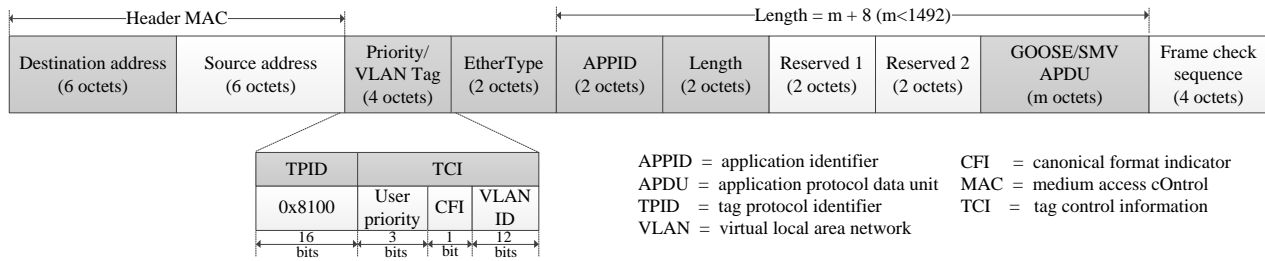 Header MAC
Length = m + 8 (m<1492)
Destination address
(6 octets)
Source address
(6 octets)
Priority/
VLAN Tag
(4 octets)
EtherType
(2 octets)
APPID
(2 octets)
Length
(2 octets)
Reserved 1
(2 octets)
Reserved 2
(2 octets)
GOOSE/SMV
APDU
(m octets)
Frame check
sequence
(4 octets)
TPID
TCI
0x8100
User
priority
CFI
VLAN
ID
16
bits
3
bits
1
bit
12
bits
APPID = application identifier
APDU = application protocol data unit
TPID = tag protocol identifier
VLAN = virtual local area network
CFI = canonical format indicator
MAC = medium access cOntrol
TCI = tag control information